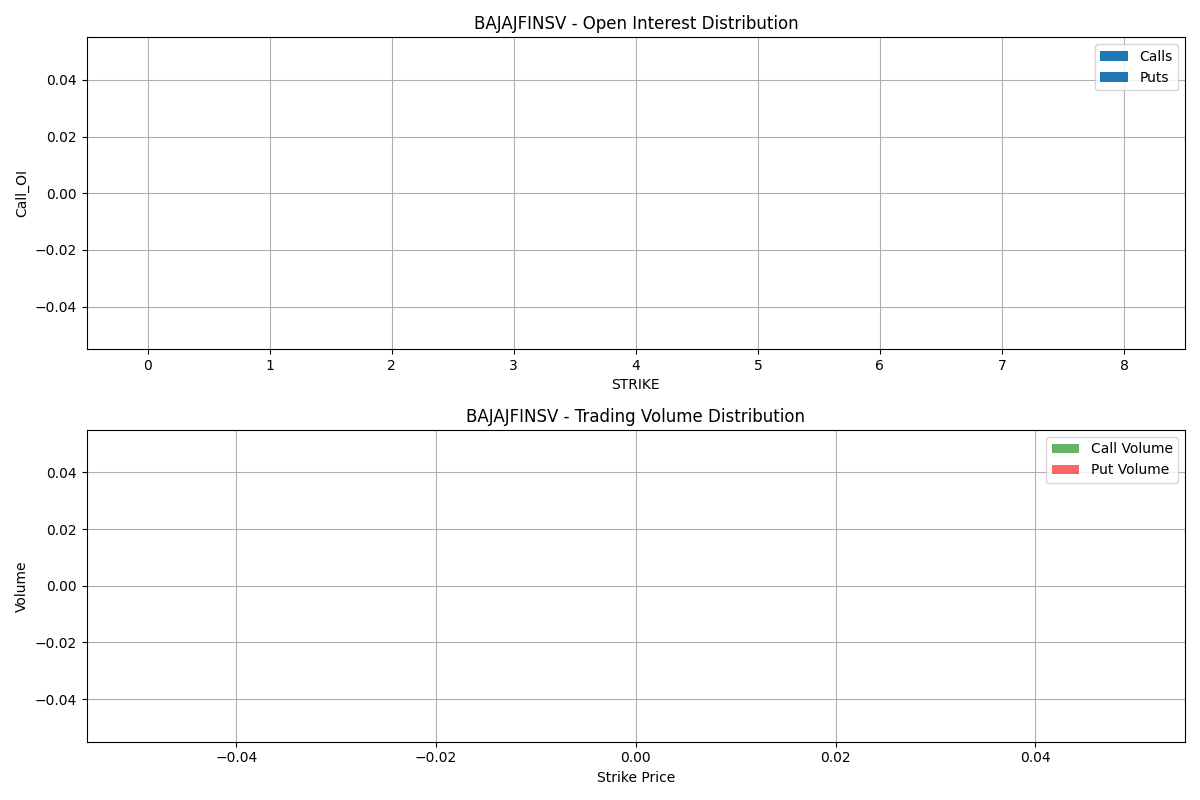 BAJAJFINSV - Open Interest Distribution
Calls
Puts
0.04
0.02
0.00
−0.02
−0.04
Call_OI
0 1 2 3 4 5 6 7 8
STRIKE
BAJAJFINSV - Trading Volume Distribution
Call Volume
Put Volume
0.04
0.02
0.00
−0.02
−0.04
Volume
−0.04 −0.02 0.00 0.02 0.04
Strike Price